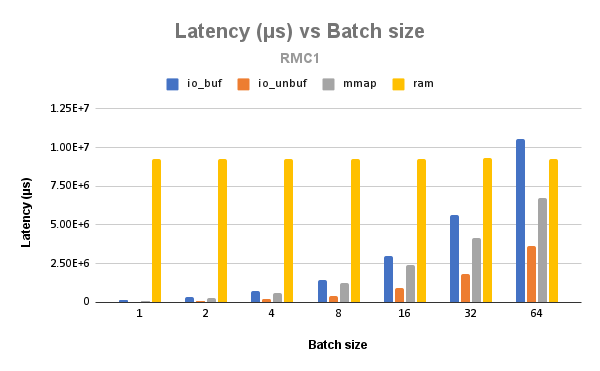 Latency (µs) vs Batch size
RMC1
io_buf io_unbuf mmap ram
1.25E+7
1.00E+7
7.50E+6
5.00E+6
2.50E+6
0
Latency (µs)
1 2 4 8 16 32 64
Batch size